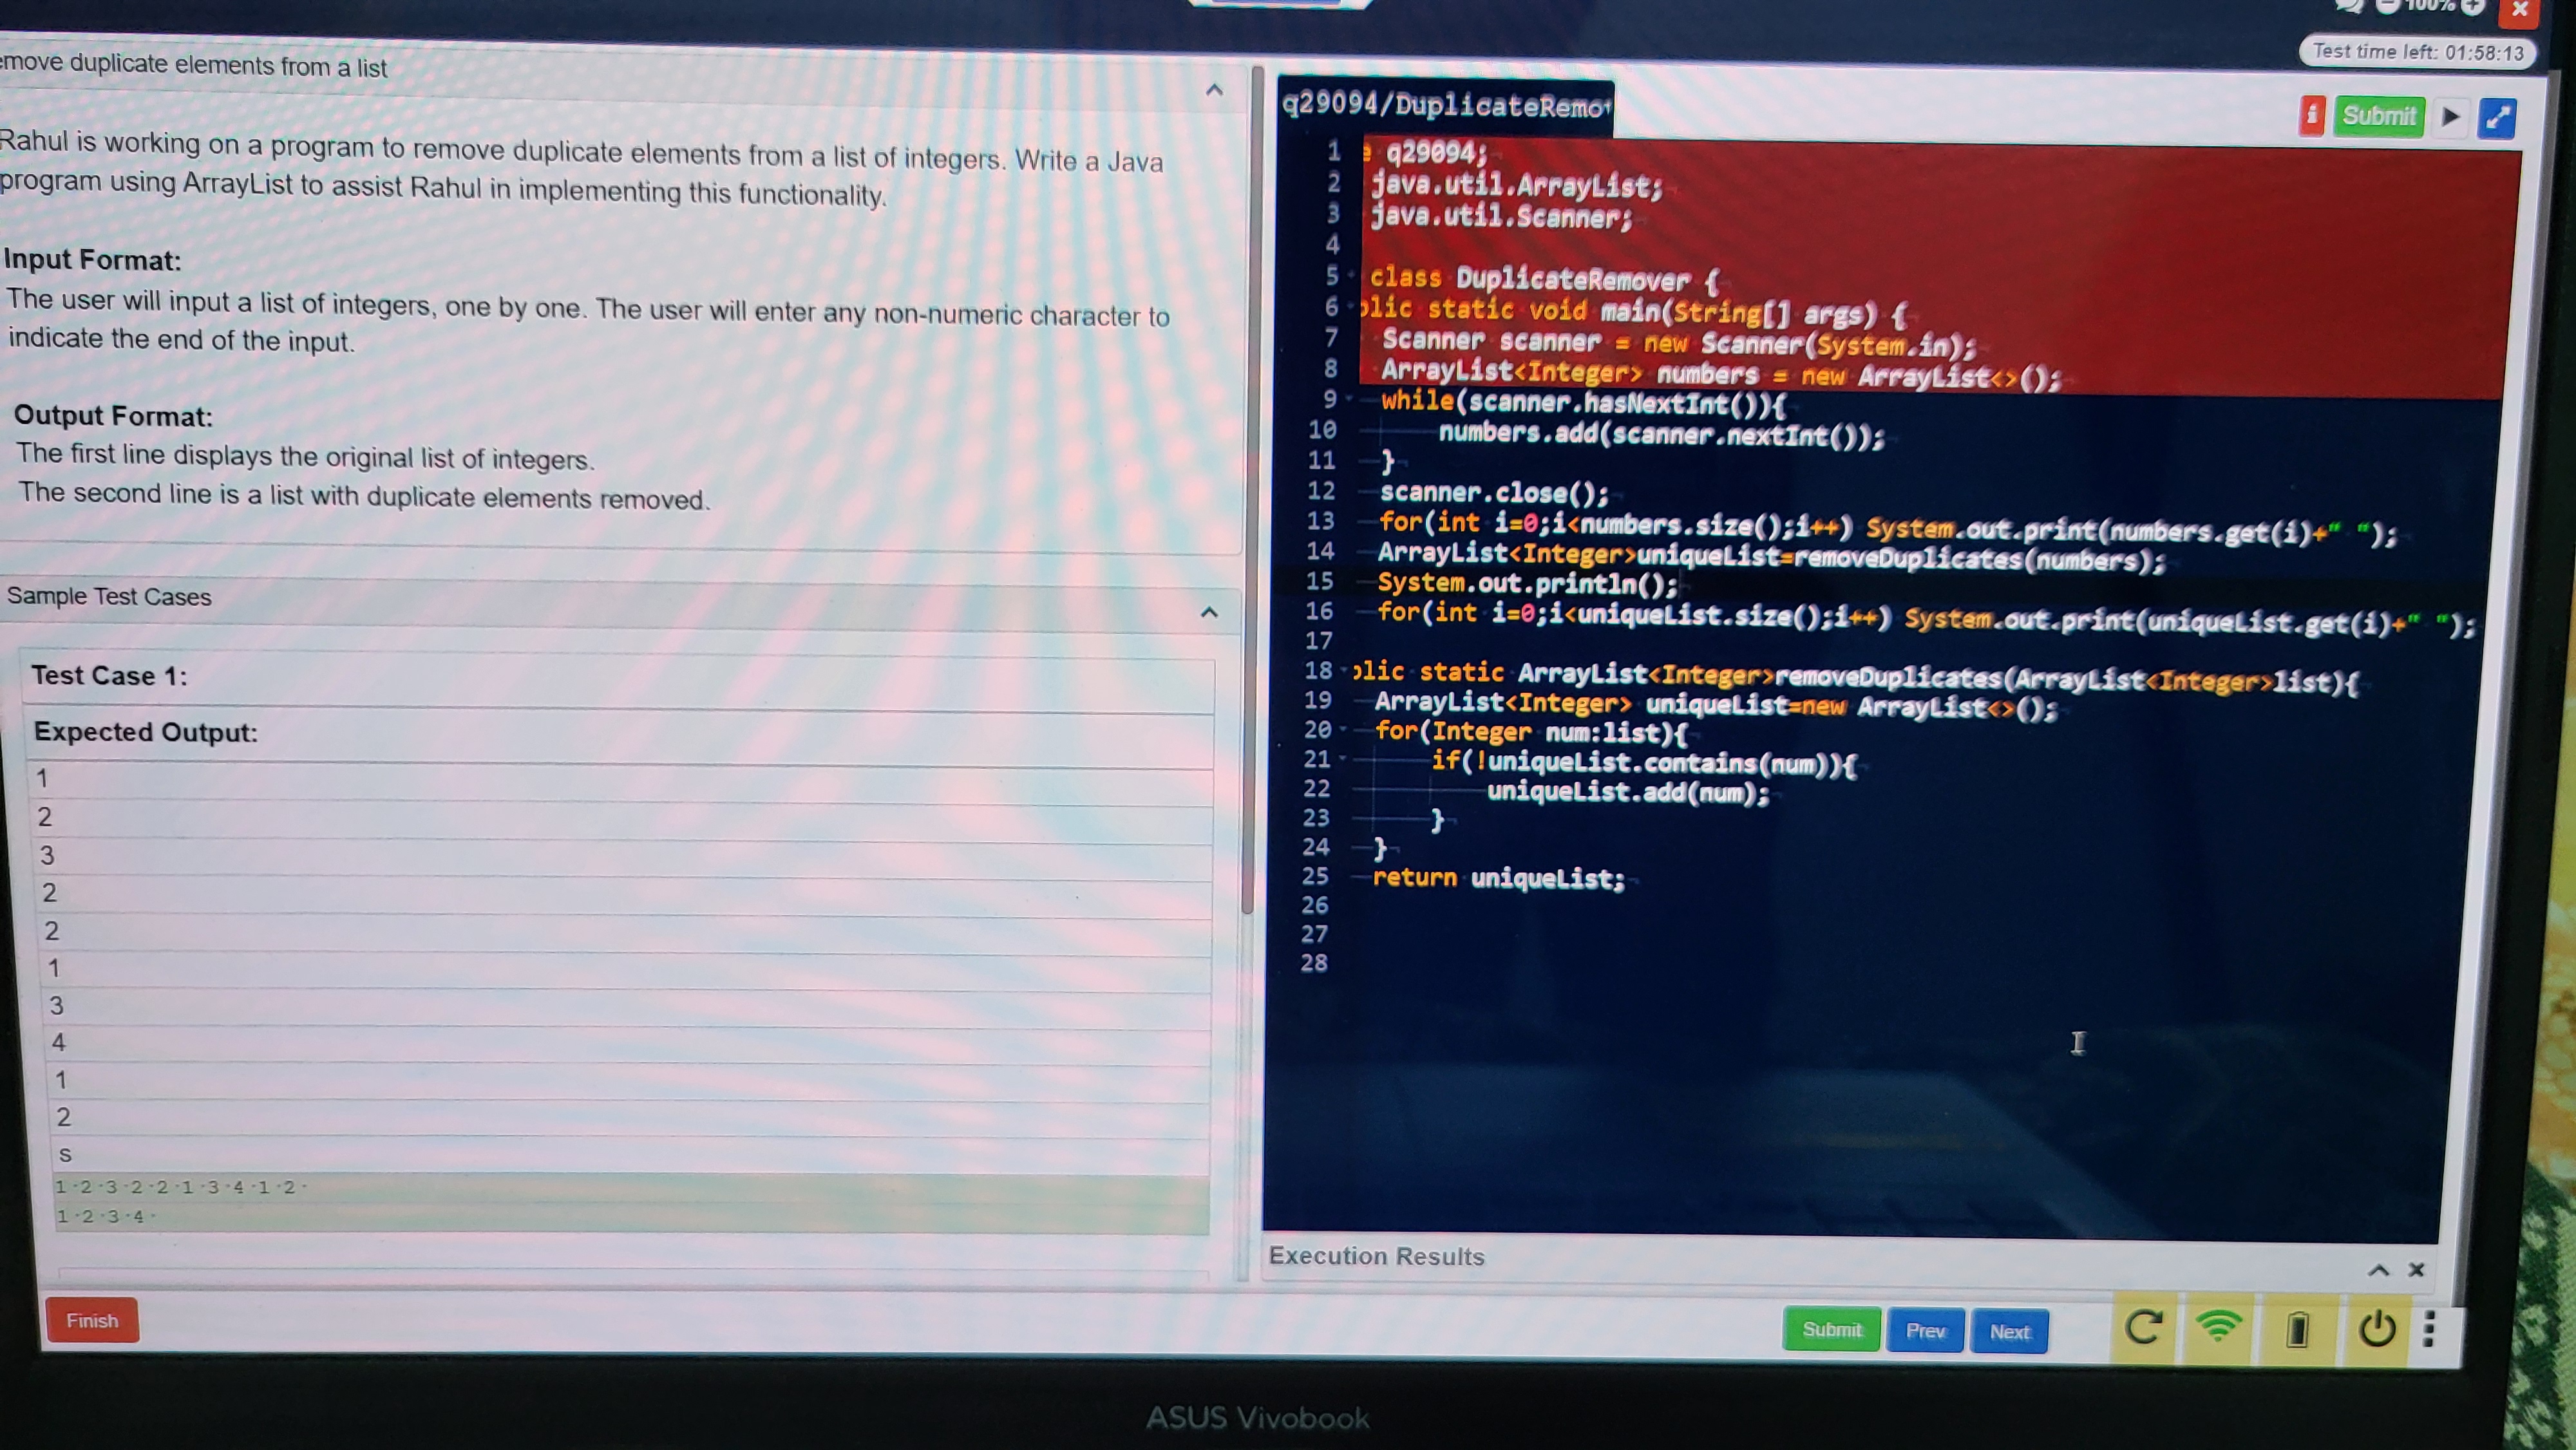 100%
Test time left: 01:58:13
move duplicate elements from a list
Rahul is working on a program to remove duplicate elements from a list of integers. Write a Java
program using ArrayList to assist Rahul in implementing this functionality.
Input Format:
The user will input a list of integers, one by one. The user will enter any non-numeric character to
indicate the end of the input.
Output Format:
The first line displays the original list of integers.
The second line is a list with duplicate elements removed.
Sample Test Cases
Test Case 1:
Expected Output:
1
2
3
2
2
1
3
4
1
2
s
1·2·3·2·2·1·3·4·1·2·
1·2·3·4·
Finish
q29094/DuplicateRemo
i Submit
1 e q29094;
2 java.util.ArrayList;
3 java.util.Scanner;
4
5 class DuplicateRemover {
6 olic static void main(String[] args) {
7 Scanner scanner = new Scanner(System.in);
8 ArrayList<Integer> numbers = new ArrayList<>();
9 while(scanner.hasNextInt()){
10 numbers.add(scanner.nextInt());
11 }
12 scanner.close();
13 for(int i=0;i<numbers.size();i++) System.out.print(numbers.get(i)+" ");
14 ArrayList<Integer>uniqueList=removeDuplicates(numbers);
15 System.out.println();
16 for(int i=0;i<uniqueList.size();i++) System.out.print(uniqueList.get(i)+" ");
17
18 olic static ArrayList<Integer>removeDuplicates(ArrayList<Integer>list){
19 ArrayList<Integer> uniqueList=new ArrayList<>();
20 for(Integer num:list){
21 if(!uniqueList.contains(num)){
22 uniqueList.add(num);
23 }
24 }
25 return uniqueList;
26
27
28
Execution Results
Submit Prev Next
ASUS Vivobook